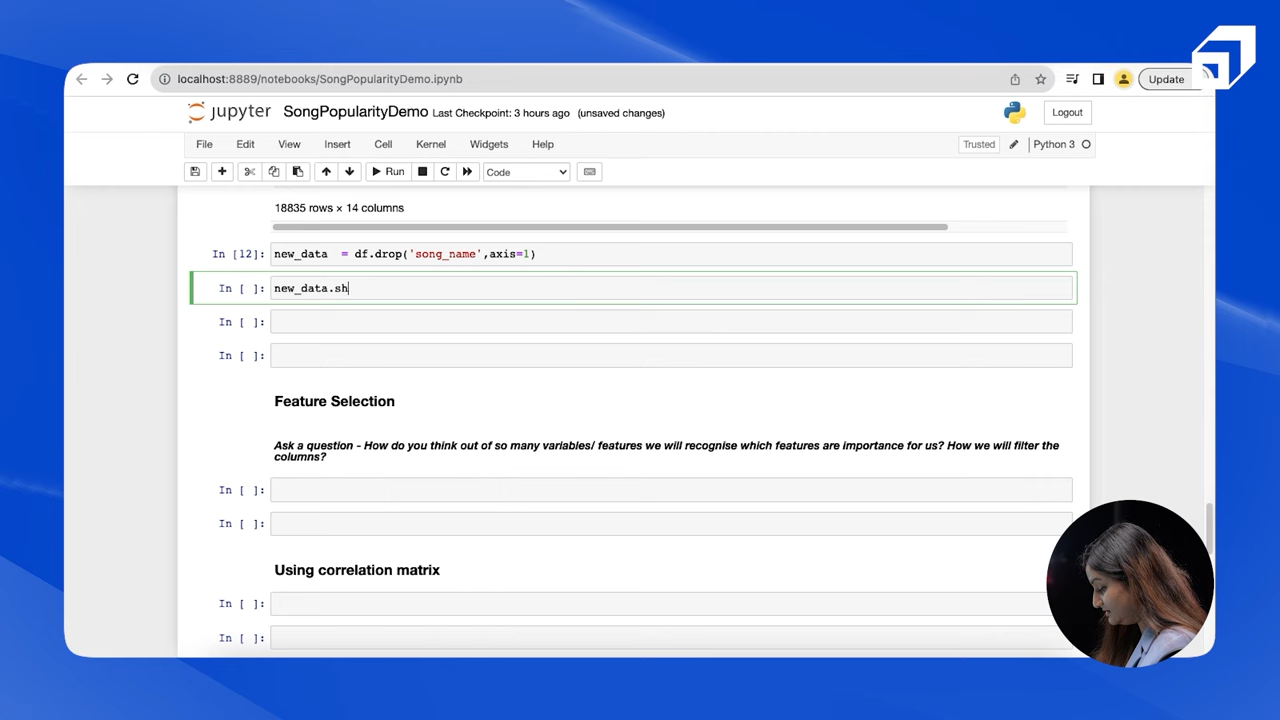 localhost:8889/notebooks/SongPopularityDemo.ipynb
Update
jupyter SongPopularityDemo Last Checkpoint: 3 hours ago (unsaved changes)
Logout
File Edit View Insert Cell Kernel Widgets Help
Trusted Python 3
Run Code
18835 rows × 14 columns
In [12]: new_data = df.drop('song_name',axis=1)
In [ ]: new_data.sh
In [ ]:
In [ ]:
Feature Selection
Ask a question - How do you think out of so many variables/ features we will recognise which features are importance for us? How we will filter the
columns?
In [ ]:
In [ ]:
Using correlation matrix
In [ ]:
In [ ]: